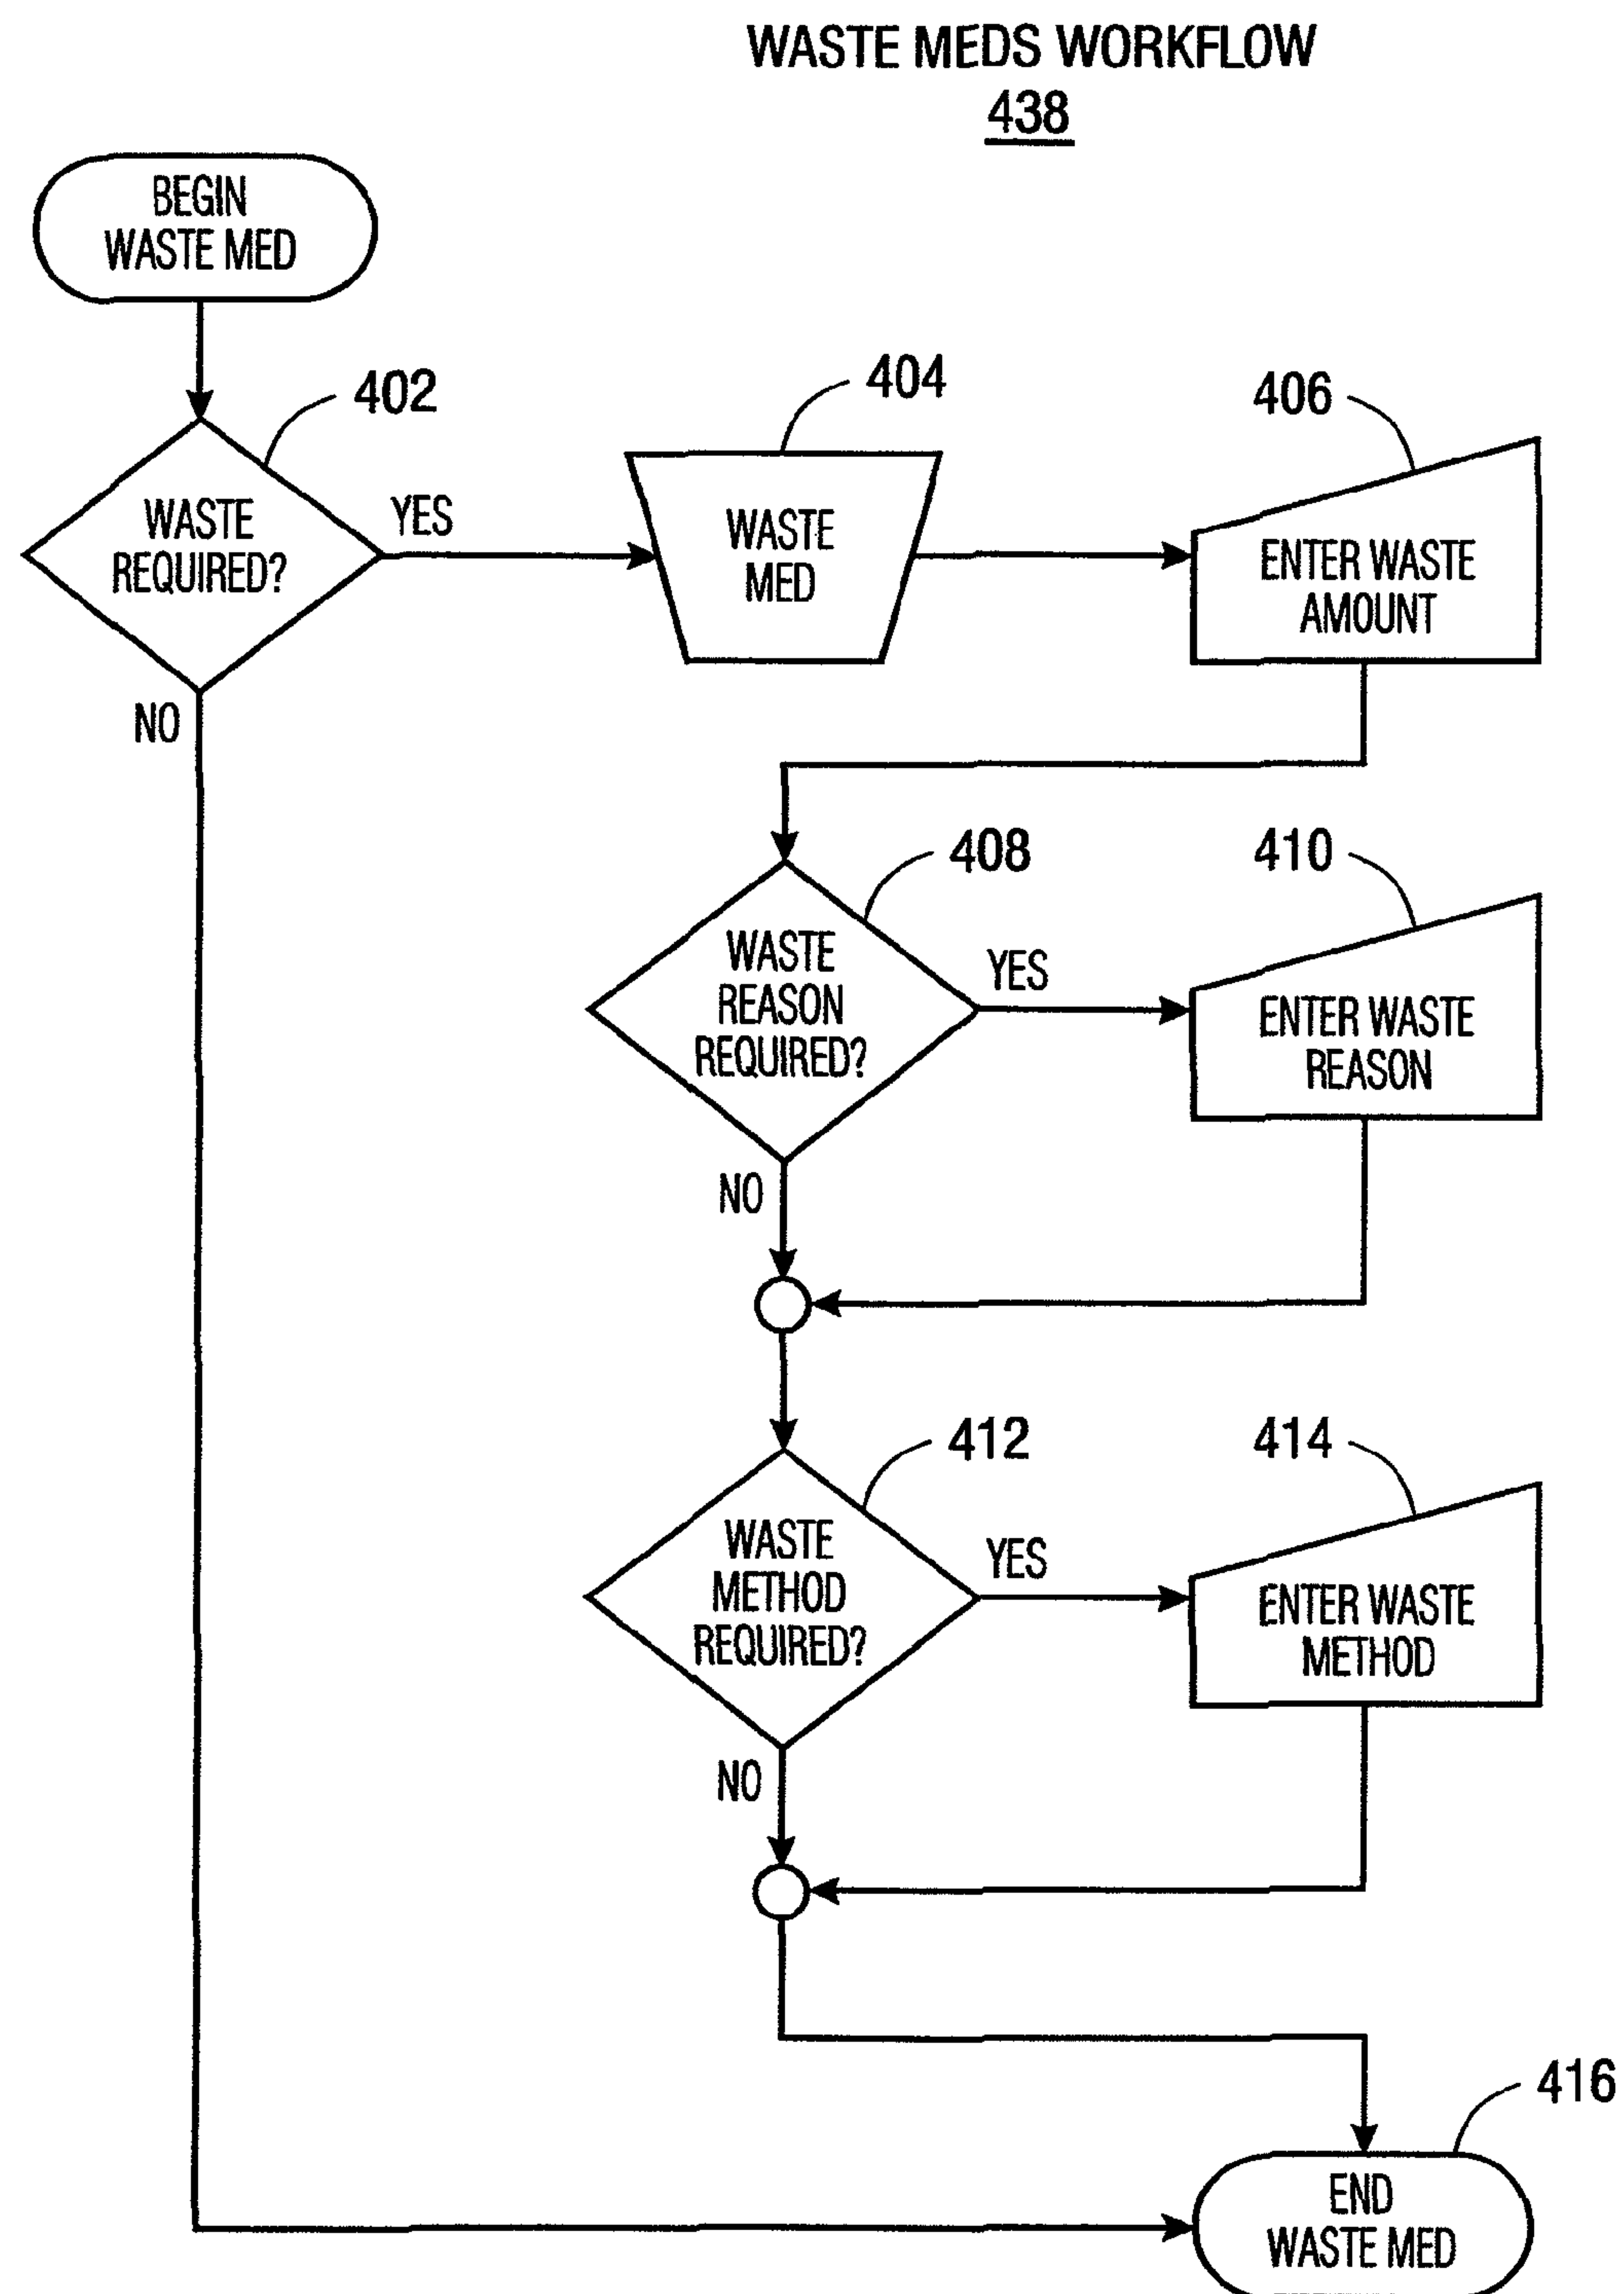 WASTE MEDS WORKFLOW
438
BEGIN
WASTE MED
402
WASTE
REQUIRED?
YES
NO
404
WASTE
MED
406
ENTER WASTE
AMOUNT
408
WASTE
REASON
REQUIRED?
YES
NO
410
ENTER WASTE
REASON
412
WASTE
METHOD
REQUIRED?
YES
NO
414
ENTER WASTE
METHOD
416
END
WASTE MED